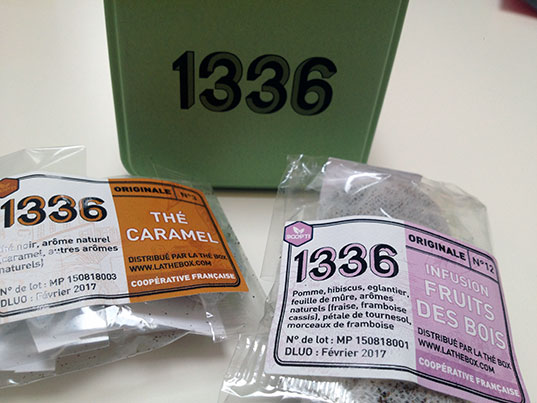 1336
1336
ORIGINALE
thé noir, arôme naturel
(caramel, autres arômes
naturels)
N° de lot : MP 150818003
DLUO : Février 2017
THÉ
CARAMEL
DISTRIBUÉ PAR LA THÉ BOX
WWW.LATHEBOX.COM
COOPÉRATIVE FRANÇAISE
SCOPTI
1336
Pomme, hibiscus, eglantier,
feuille de mûre, arômes
naturels (fraise, framboise
cassis), pétale de tournesol,
morceaux de framboise
N° de lot : MP 150818001
DLUO : Février 2017
ORIGINALE N°12
INFUSION
FRUITS
DES BOIS
DISTRIBUÉ PAR LA THÉ BOX
WWW.LATHEBOX.COM
COOPÉRATIVE FRANÇAISE